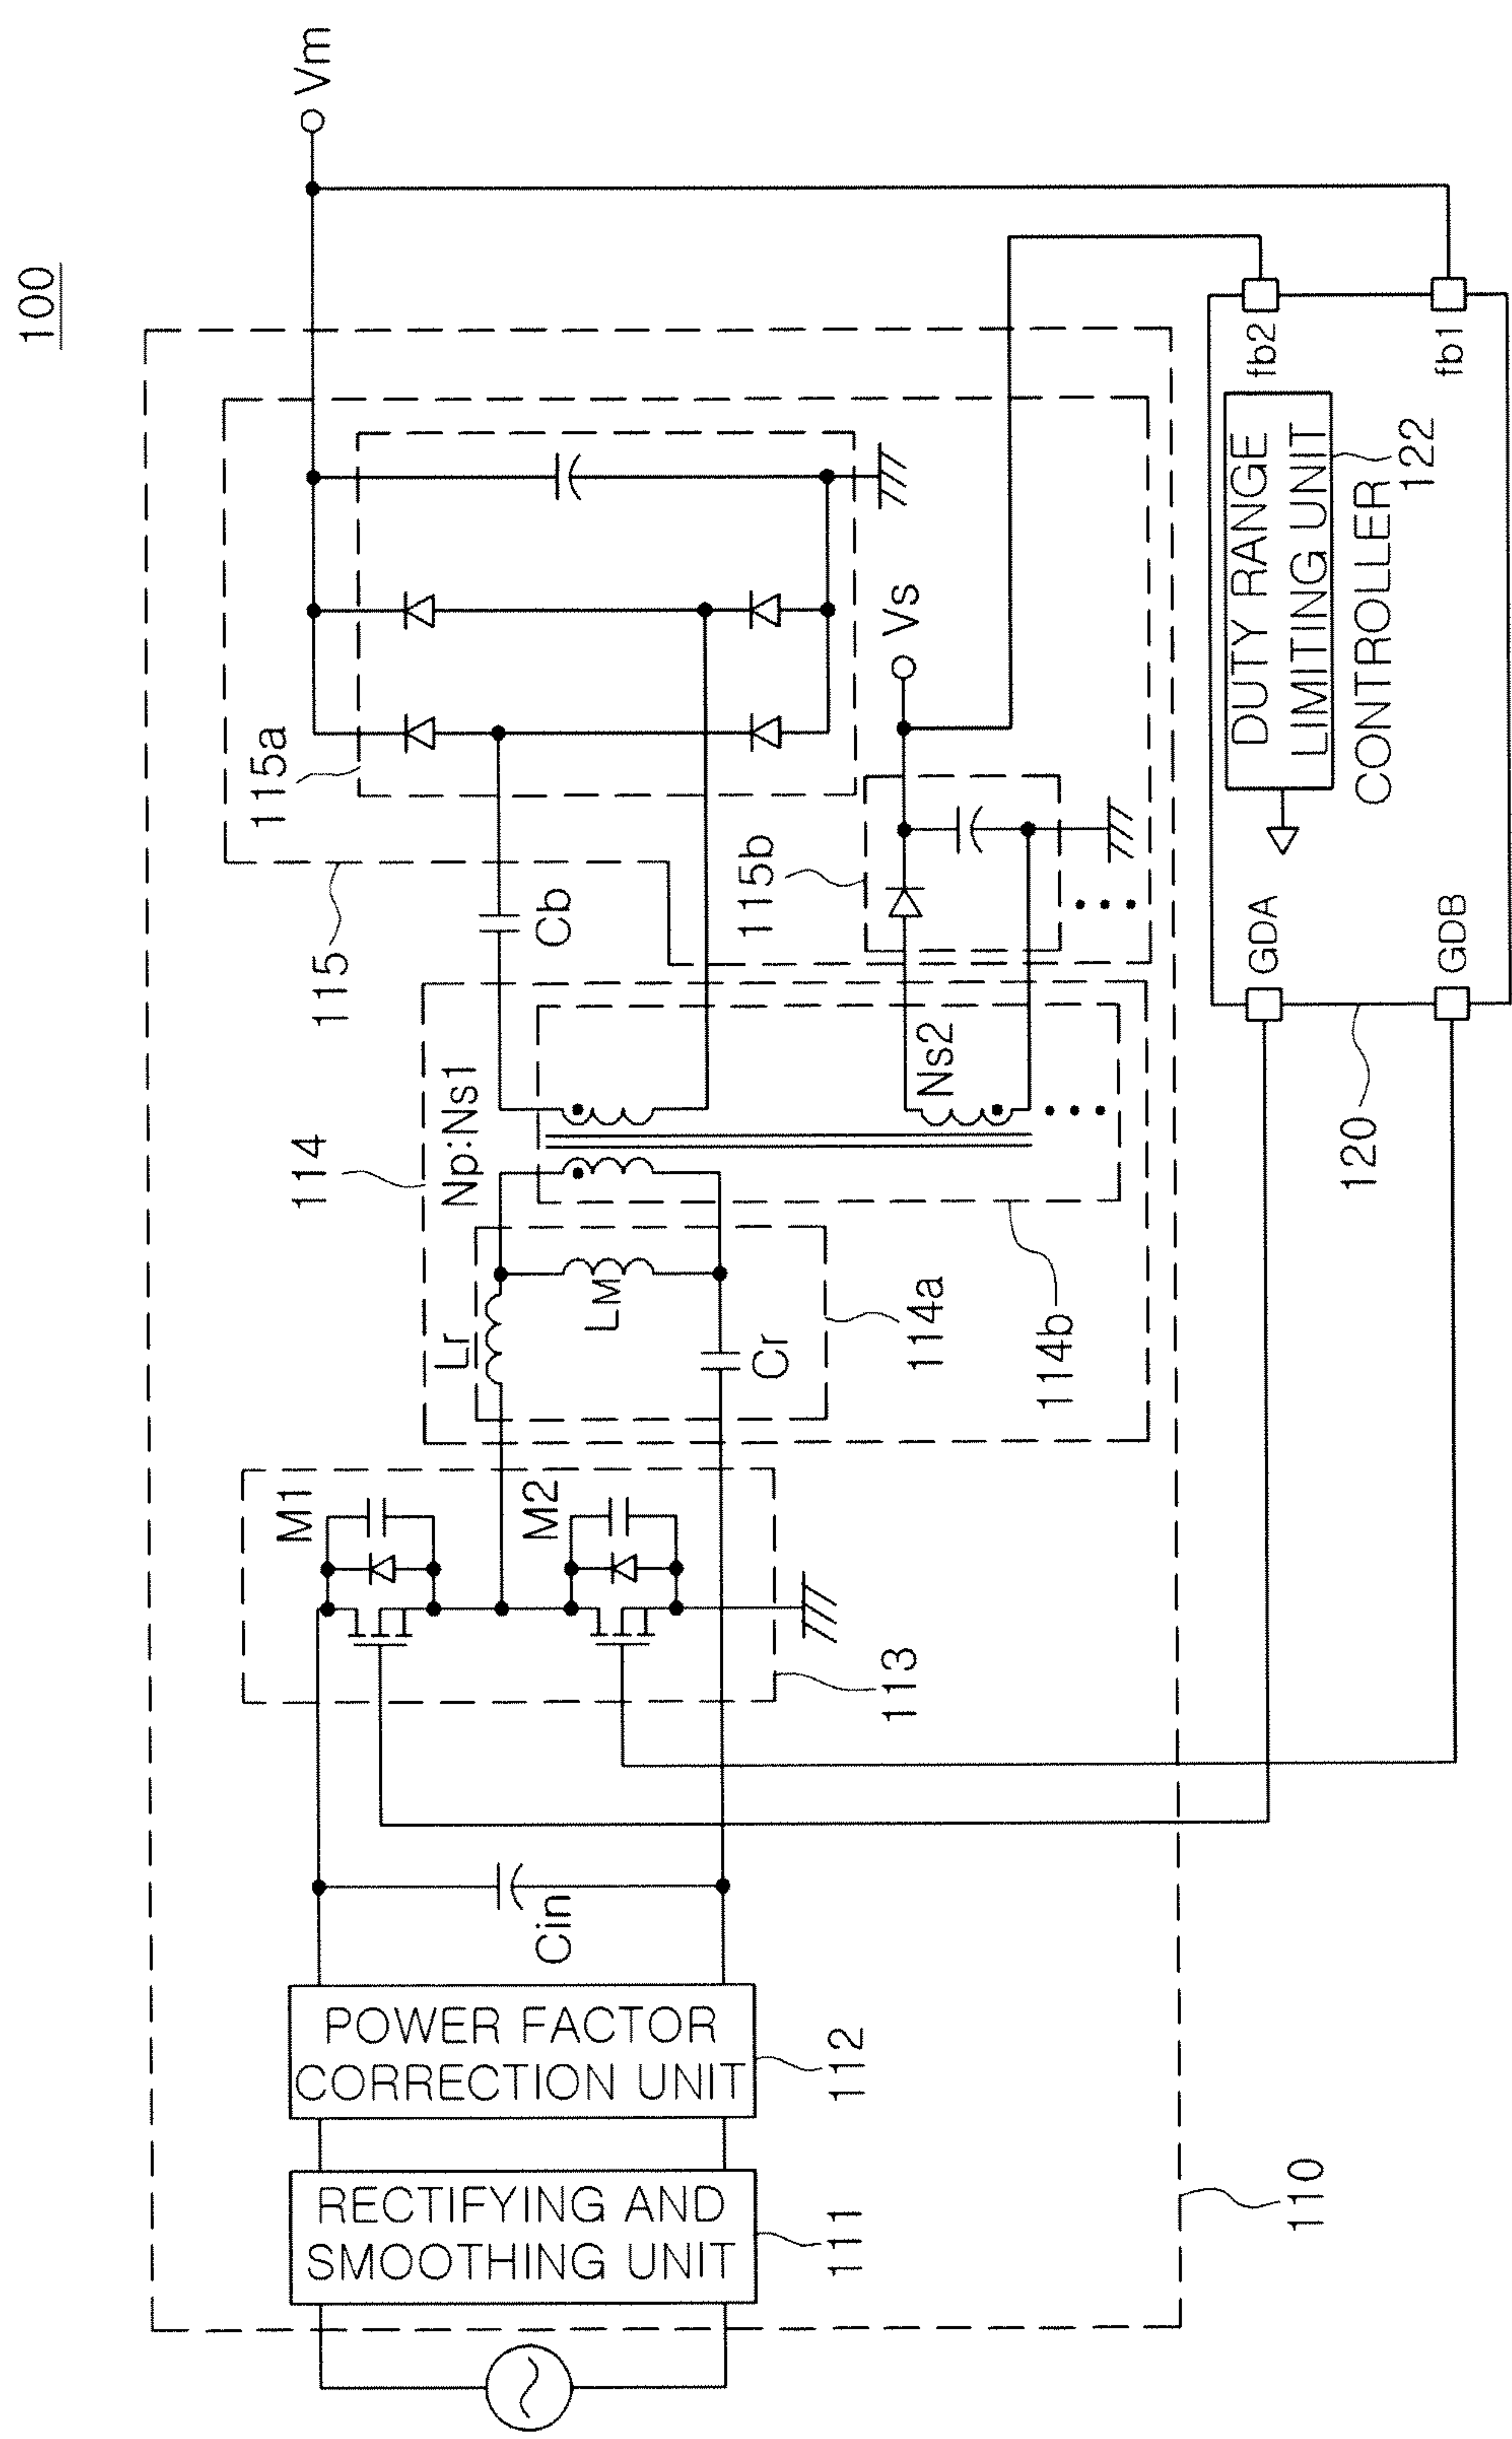 100
Vm
115
115a
114
Np:Ns1
Cb
115b
Vs
Ns2
M1
M2
Lr
LM
Cr
114a
114b
113
Cin
POWER FACTOR
CORRECTION UNIT
112
RECTIFYING AND
SMOOTHING UNIT
111
110
GDA
GDB
DUTY RANGE
LIMITING UNIT
122
CONTROLLER
fb2
fb1
120